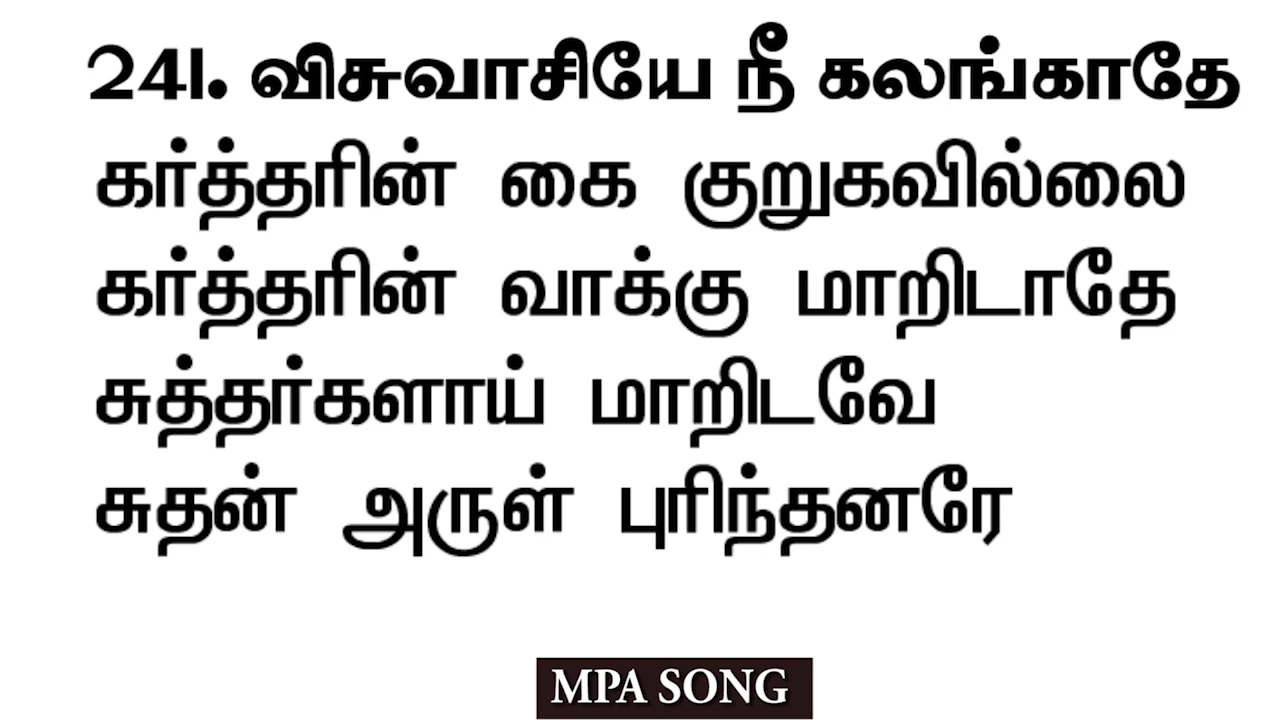 241. விசுவாசியே நீ கலங்காதே
கர்த்தரின் கை குறுகவில்லை
கர்த்தரின் வாக்கு மாறிடாதே
சுத்தர்களாய் மாறிடவே
சுதன் அருள் புரிந்தனரே
MPA SONG